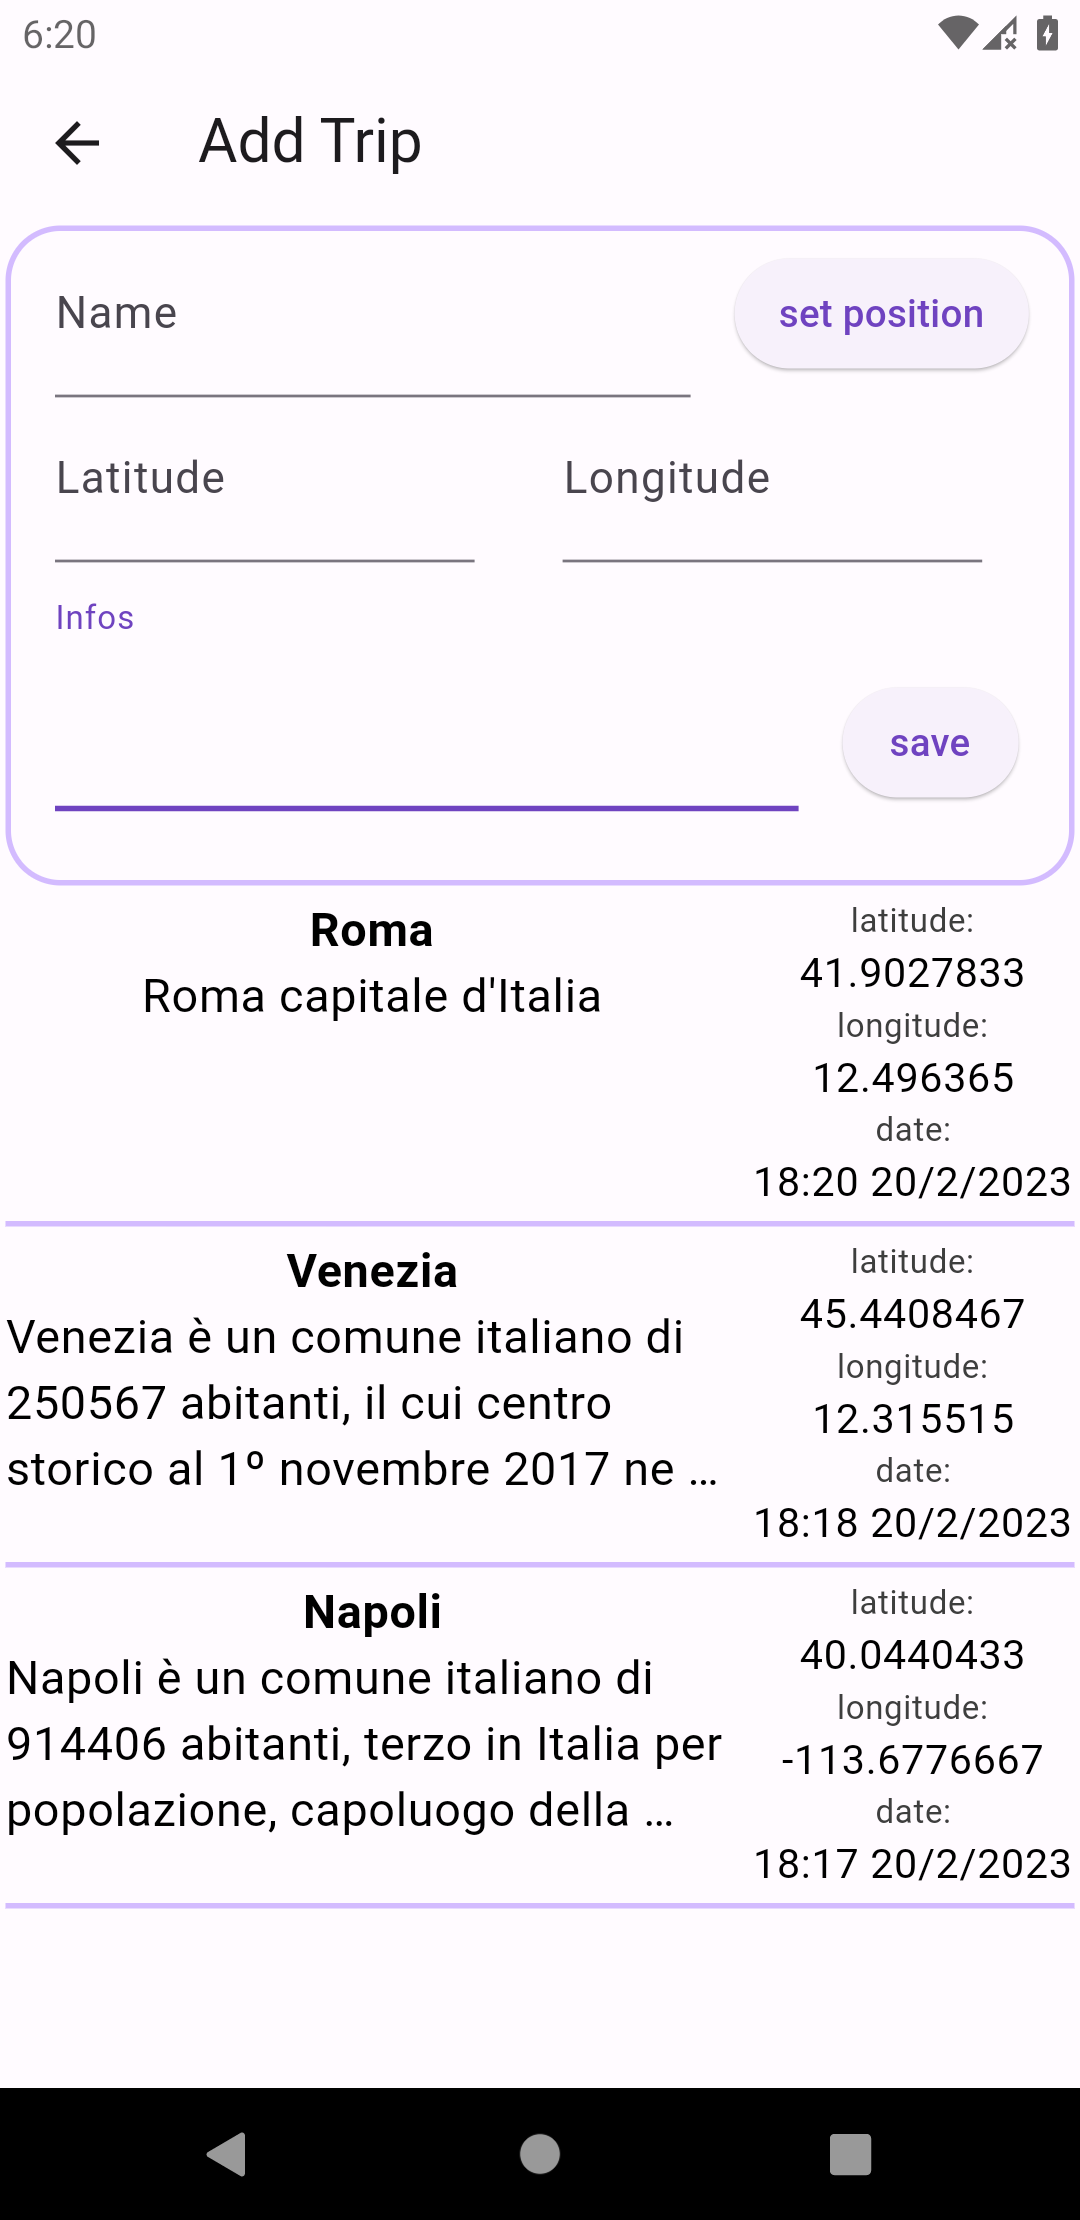 6:20
Add Trip
Name
set position
Latitude
Longitude
Infos
save
Roma
Roma capitale d'Italia
latitude:
41.9027833
longitude:
12.496365
date:
18:20 20/2/2023
Venezia
Venezia è un comune italiano di
250567 abitanti, il cui centro
storico al 1º novembre 2017 ne …
latitude:
45.4408467
longitude:
12.315515
date:
18:18 20/2/2023
Napoli
Napoli è un comune italiano di
914406 abitanti, terzo in Italia per
popolazione, capoluogo della …
latitude:
40.0440433
longitude:
-113.6776667
date:
18:17 20/2/2023